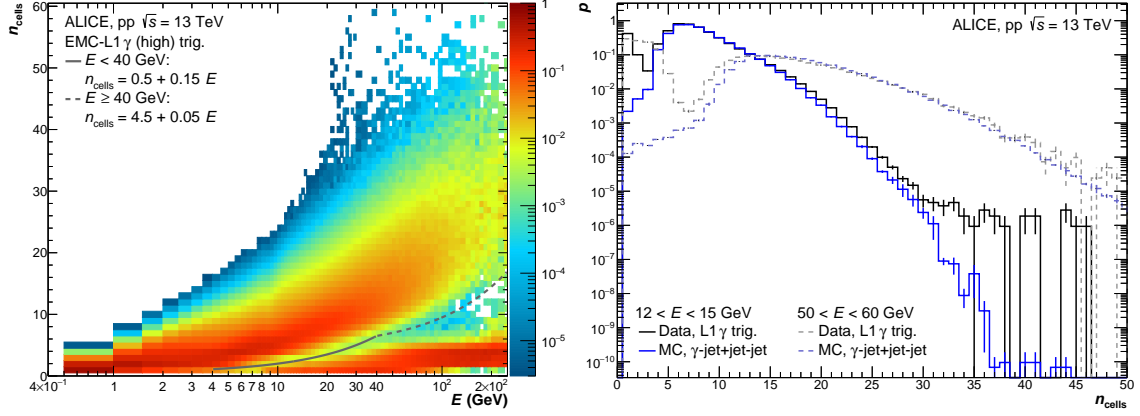 n_cells
60
50
40
30
20
10
0
ALICE, pp √s = 13 TeV
EMC-L1 γ (high) trig.
E < 40 GeV:
n_cells = 0.5 + 0.15 E
E ≥ 40 GeV:
n_cells = 4.5 + 0.05 E
4×10⁻¹ 1 2 3 4 5 6 7 8 10 20 30 40 10² 2×10²
E (GeV)
1
10⁻¹
10⁻²
10⁻³
10⁻⁴
10⁻⁵
p
10
1
10⁻¹
10⁻²
10⁻³
10⁻⁴
10⁻⁵
10⁻⁶
10⁻⁷
10⁻⁸
10⁻⁹
10⁻¹⁰
ALICE, pp √s = 13 TeV
12 < E < 15 GeV
Data, L1 γ trig.
MC, γ-jet+jet-jet
50 < E < 60 GeV
Data, L1 γ trig.
MC, γ-jet+jet-jet
0 5 10 15 20 25 30 35 40 45 50
n_cells